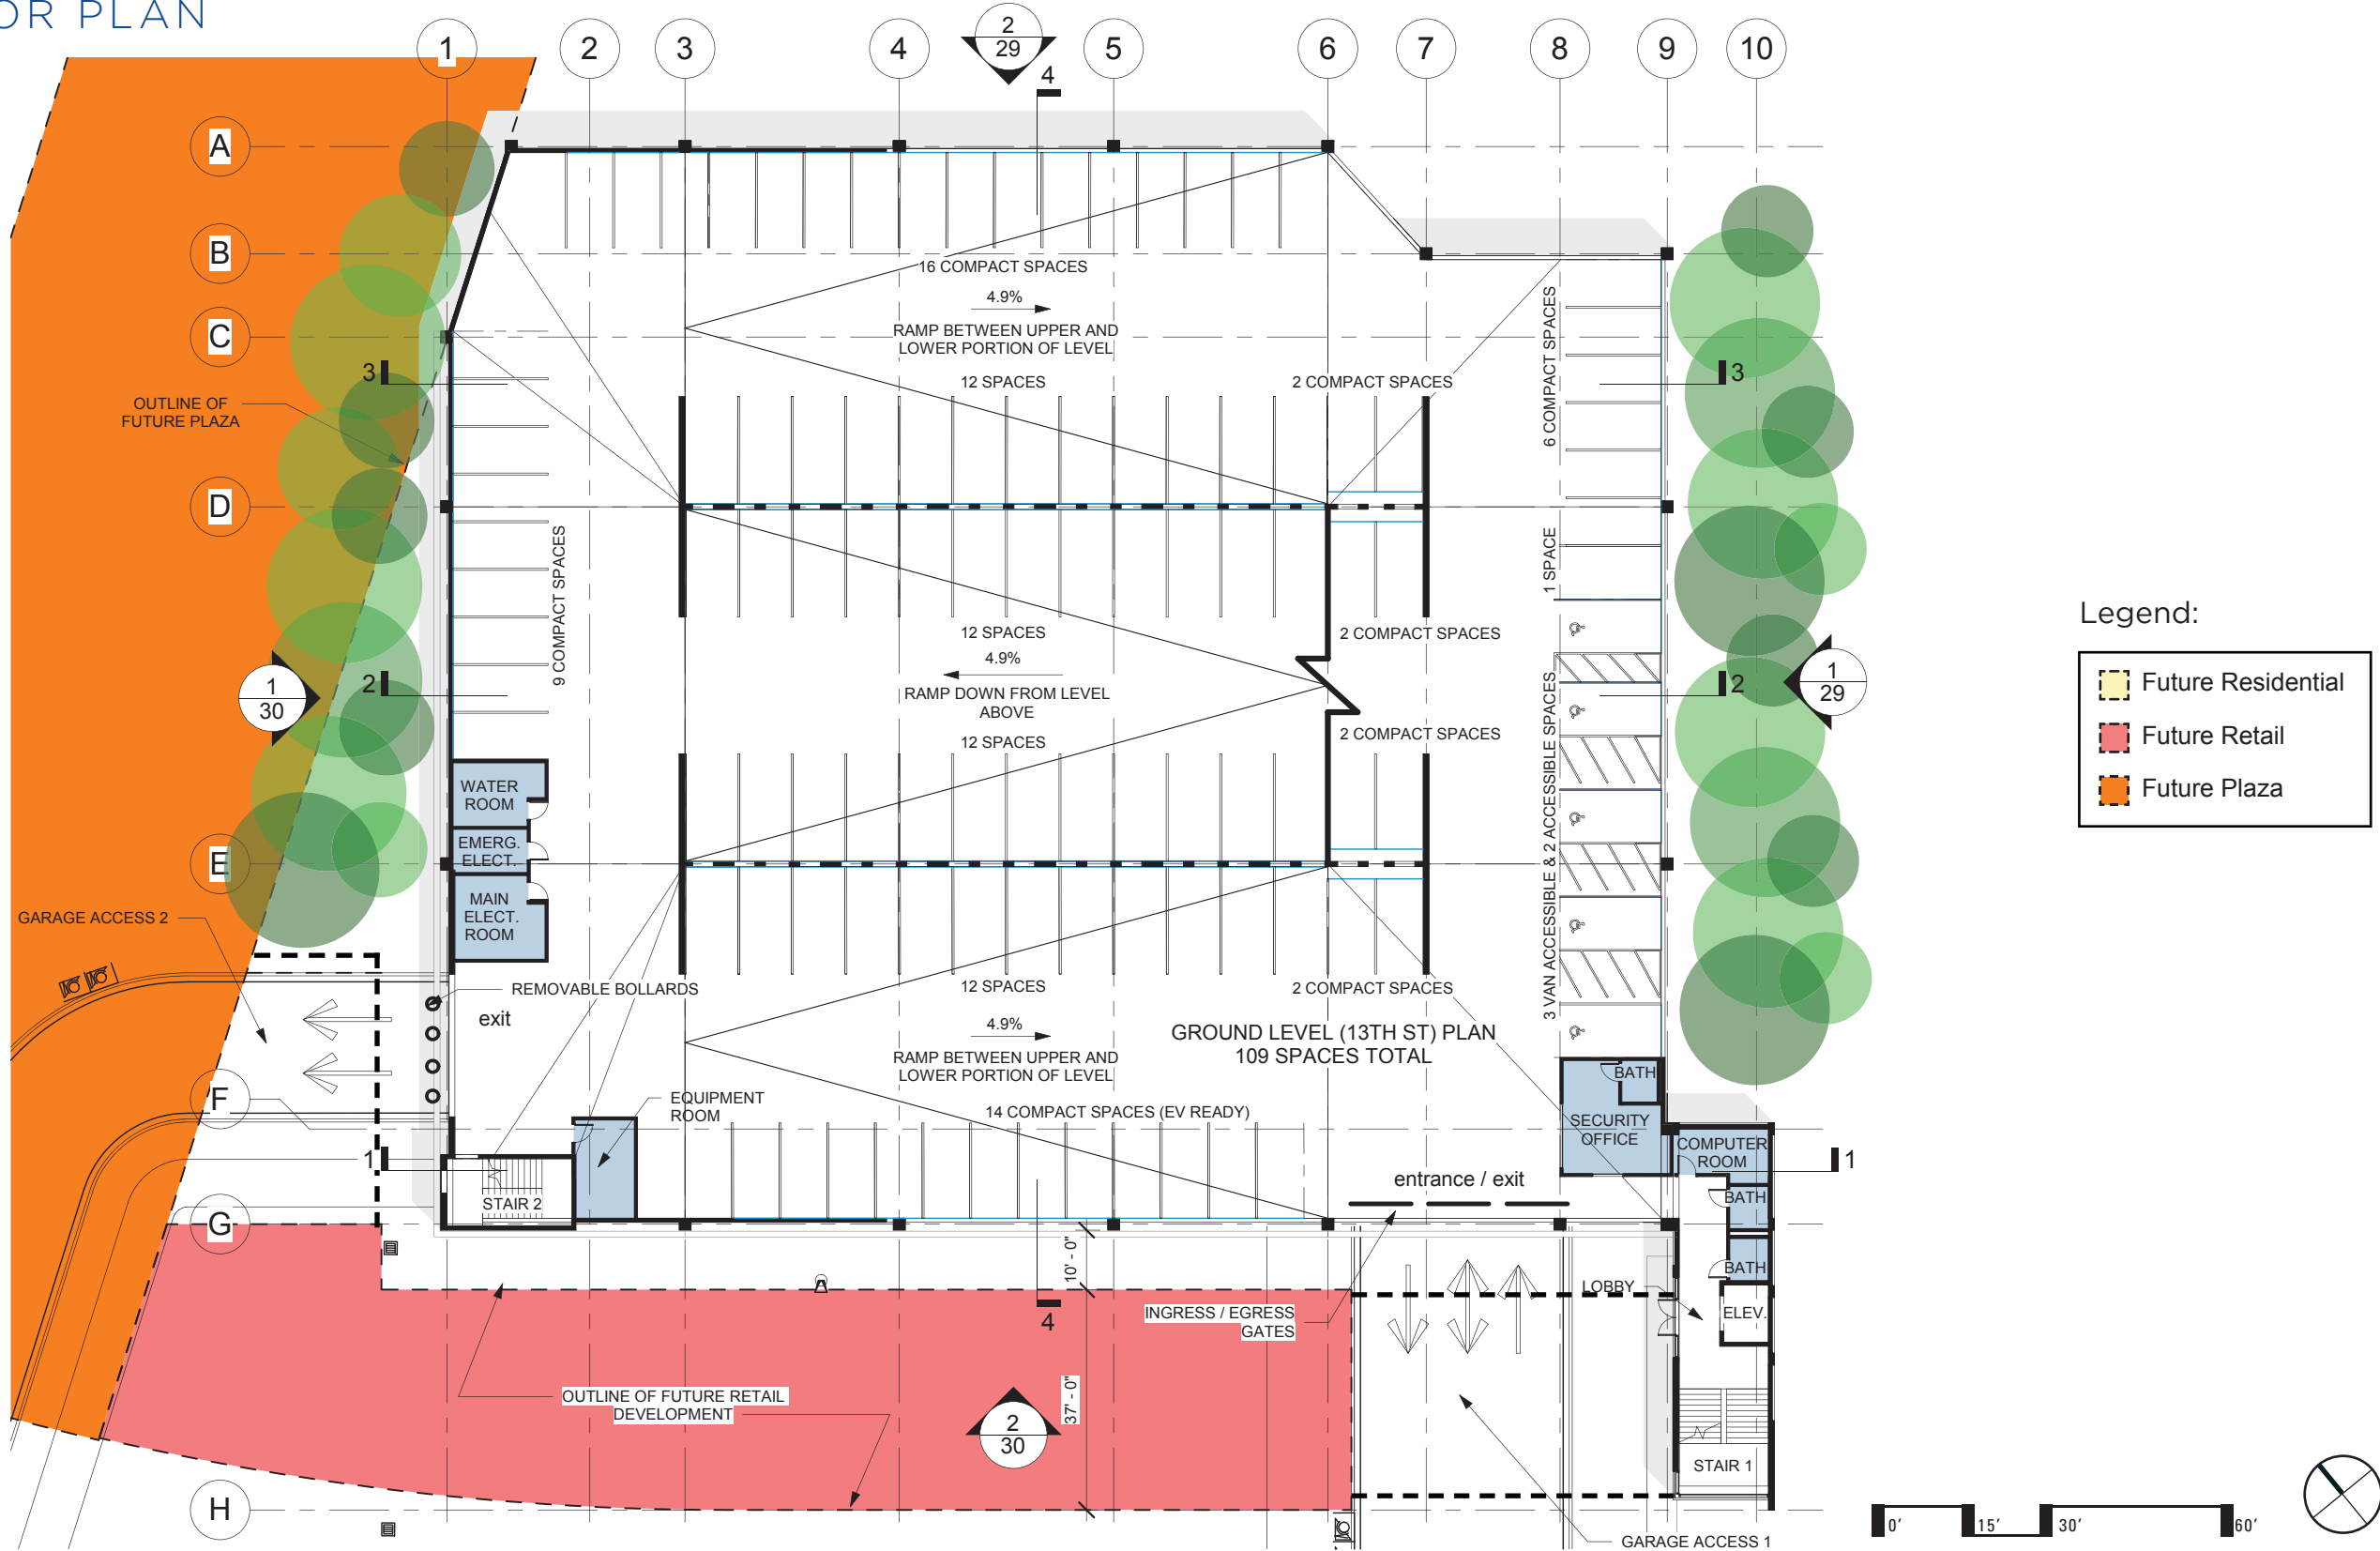 OR PLAN
1
2
3
4
2
29
5
6
7
8
9
10
4
A
B
C
D
E
F
G
H
16 COMPACT SPACES
4.9%
RAMP BETWEEN UPPER AND
LOWER PORTION OF LEVEL
12 SPACES
2 COMPACT SPACES
6 COMPACT SPACES
3
3
OUTLINE OF
FUTURE PLAZA
9 COMPACT SPACES
1 SPACE
12 SPACES
2 COMPACT SPACES
4.9%
RAMP DOWN FROM LEVEL
ABOVE
12 SPACES
2 COMPACT SPACES
3 VAN ACCESSIBLE & 2 ACCESSIBLE SPACES
2
2
1
30
1
29
Legend:
Future Residential
Future Retail
Future Plaza
WATER
ROOM
EMERG.
ELECT.
MAIN
ELECT.
ROOM
GARAGE ACCESS 2
REMOVABLE BOLLARDS
exit
12 SPACES
2 COMPACT SPACES
4.9%
RAMP BETWEEN UPPER AND
LOWER PORTION OF LEVEL
GROUND LEVEL (13TH ST) PLAN
109 SPACES TOTAL
EQUIPMENT
ROOM
14 COMPACT SPACES (EV READY)
BATH
SECURITY
OFFICE
COMPUTER
ROOM
1
1
STAIR 2
entrance / exit
BATH
BATH
10' - 0"
LOBBY
ELEV.
INGRESS / EGRESS
GATES
4
OUTLINE OF FUTURE RETAIL
DEVELOPMENT
37' - 0"
2
30
STAIR 1
GARAGE ACCESS 1
0'
15'
30'
60'